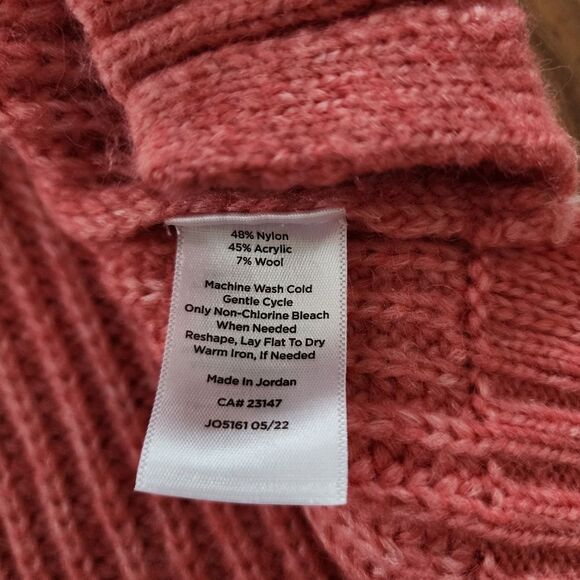 48% Nylon
45% Acrylic
7% Wool
Machine Wash Cold
Gentle Cycle
Only Non-Chlorine Bleach
When Needed
Reshape, Lay Flat To Dry
Warm Iron, If Needed
Made In Jordan
CA# 23147
JO5161 05/22